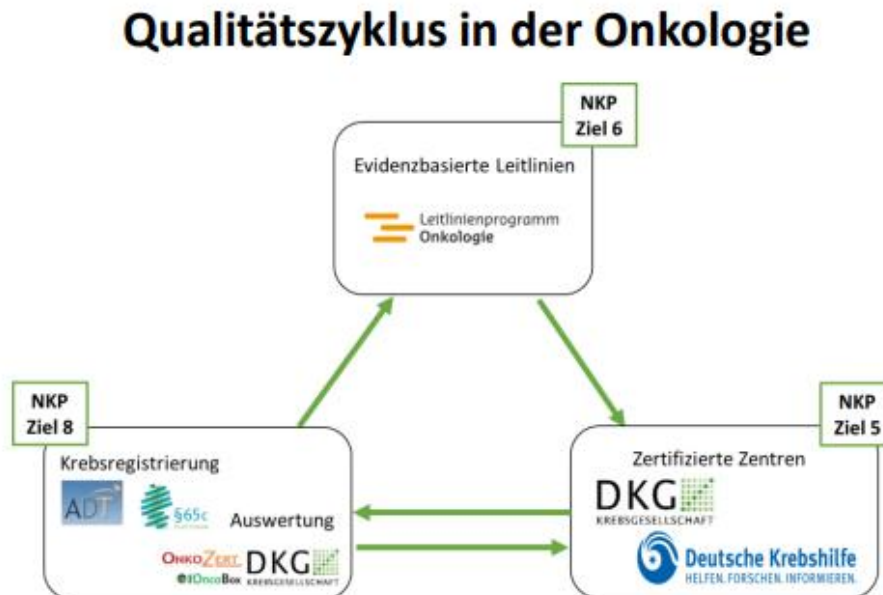 Qualitätszyklus in der Onkologie
NKP
Ziel 6
Evidenzbasierte Leitlinien
Leitlinienprogramm
Onkologie
NKP
Ziel 8
Krebsregistrierung
ADT
§65c
Auswertung
ONKOZERT
OncoBox
DKG
KREBSGESELLSCHAFT
NKP
Ziel 5
Zertifizierte Zentren
DKG
KREBSGESELLSCHAFT
Deutsche Krebshilfe
HELFEN. FORSCHEN. INFORMIEREN.